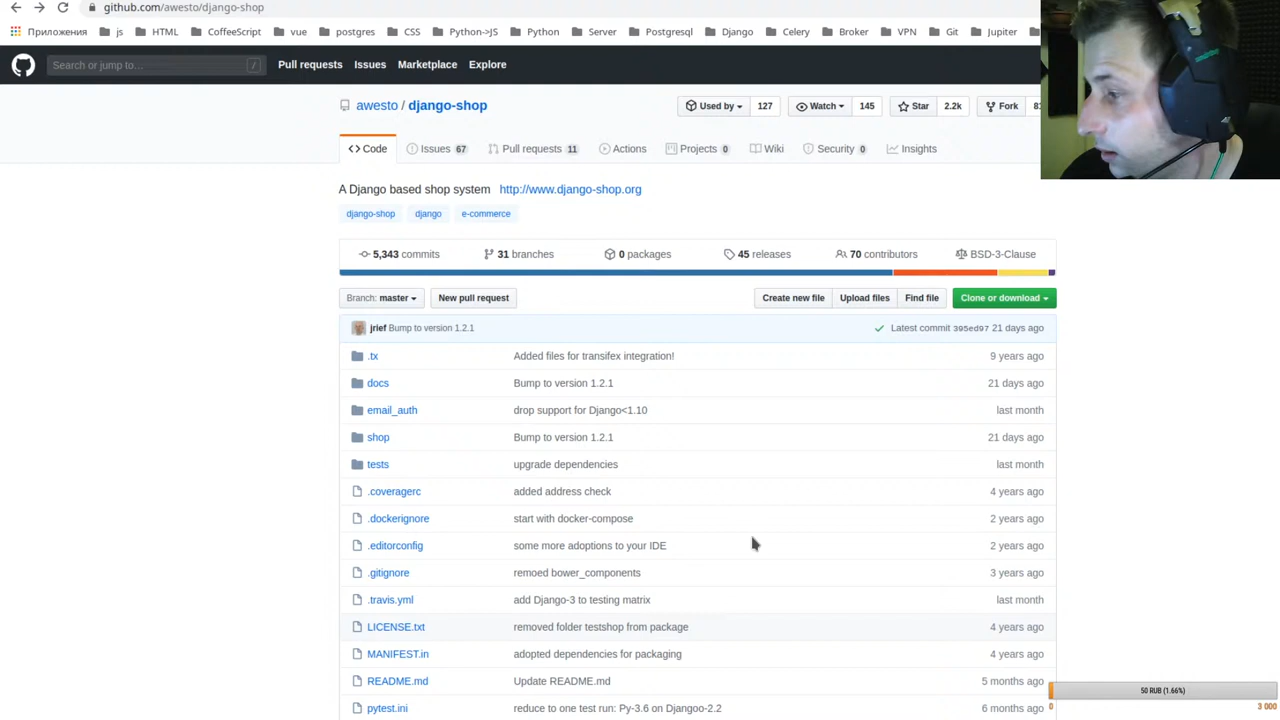 github.com/awesto/django-shop
Приложения js HTML CoffeeScript vue postgres CSS Python->JS Python Server Postgresql Django Celery Broker VPN Git Jupiter
Search or jump to… / Pull requests Issues Marketplace Explore
awesto / django-shop Used by 127 Watch 145 Star 2.2k Fork
Code Issues 67 Pull requests 11 Actions Projects 0 Wiki Security 0 Insights
A Django based shop system http://www.django-shop.org
django-shop django e-commerce
5,343 commits 31 branches 0 packages 45 releases 70 contributors BSD-3-Clause
Branch: master New pull request Create new file Upload files Find file Clone or download
jrief Bump to version 1.2.1 Latest commit 395ed97 21 days ago
.tx Added files for transifex integration! 9 years ago
docs Bump to version 1.2.1 21 days ago
email_auth drop support for Django<1.10 last month
shop Bump to version 1.2.1 21 days ago
tests upgrade dependencies last month
.coveragerc added address check 4 years ago
.dockerignore start with docker-compose 2 years ago
.editorconfig some more adoptions to your IDE 2 years ago
.gitignore remoed bower_components 3 years ago
.travis.yml add Django-3 to testing matrix last month
LICENSE.txt removed folder testshop from package 4 years ago
MANIFEST.in adopted dependencies for packaging 4 years ago
README.md Update README.md 5 months ago
pytest.ini reduce to one test run: Py-3.6 on Djangoo-2.2 6 months ago
50 RUB (1.66%)
0 3 000